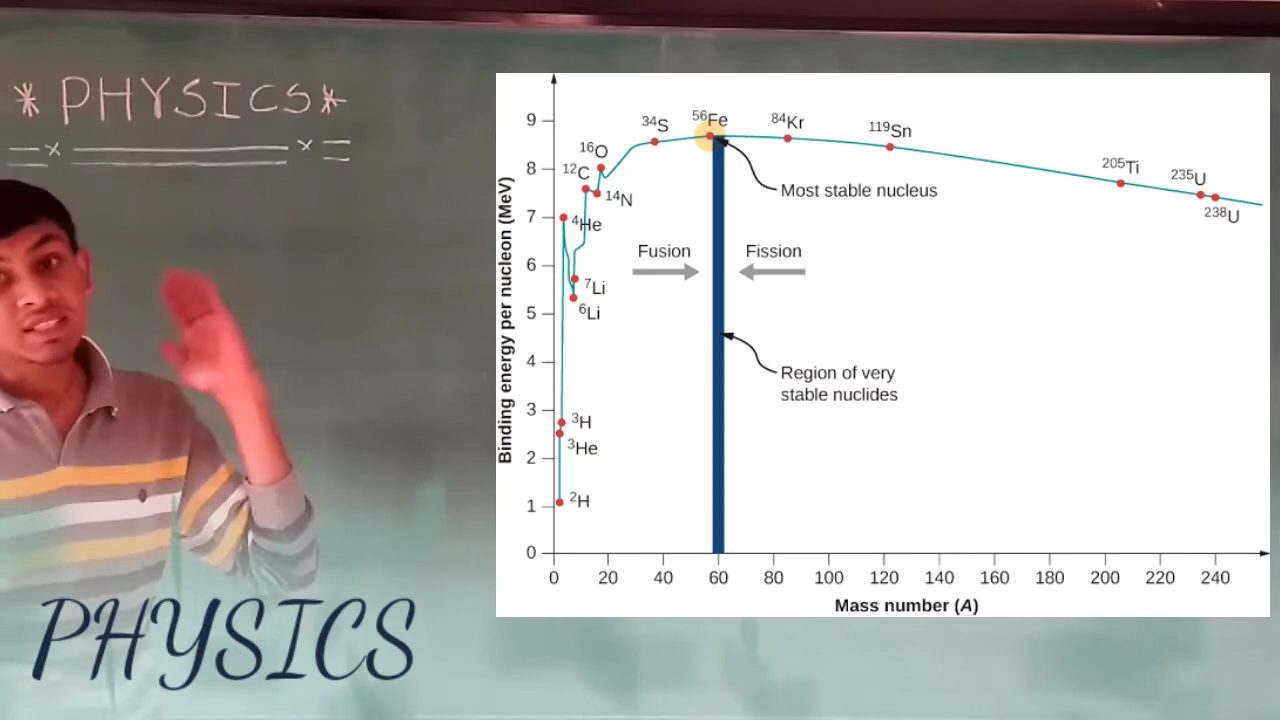 * PHYSICS *
PHYSICS
Binding energy per nucleon (MeV)
9
8
7
6
5
4
3
2
1
0
³⁴S
⁵⁶Fe
⁸⁴Kr
¹¹⁹Sn
¹⁶O
¹²C
¹⁴N
²⁰⁵Ti
²³⁵U
²³⁸U
Most stable nucleus
⁴He
Fusion
Fission
⁷Li
⁶Li
Region of very
stable nuclides
³H
³He
²H
0 20 40 60 80 100 120 140 160 180 200 220 240
Mass number (A)